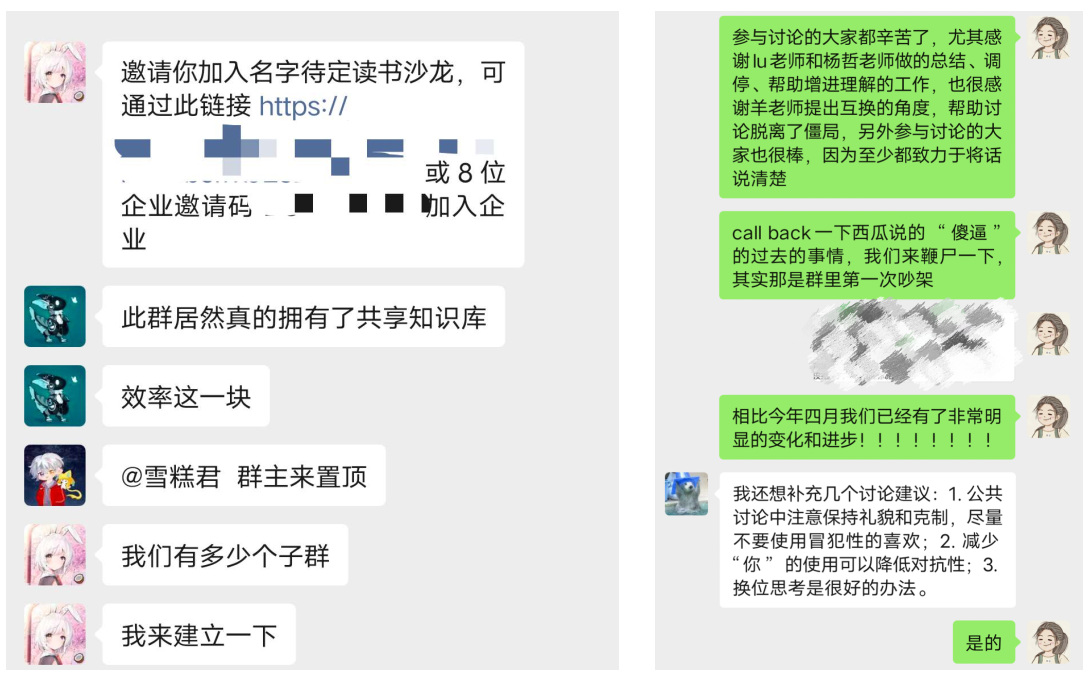 邀请你加入名字待定读书沙龙，可
通过此链接 https://
或 8 位
企业邀请码
加入企
业
此群居然真的拥有了共享知识库
效率这一块
@雪糕君 群主来置顶
我们有多少个子群
我来建立一下
参与讨论的大家都辛苦了，尤其感
谢lu老师和杨哲老师做的总结、调
停、帮助增进理解的工作，也很感
谢羊老师提出互换的角度，帮助讨
论脱离了僵局，另外参与讨论的大
家也很棒，因为至少都致力于将话
说清楚
call back一下西瓜说的“傻逼”
的过去的事情，我们来鞭尸一下，
其实那是群里第一次吵架
相比今年四月我们已经有了非常明
显的变化和进步！！！！！！！！
我还想补充几个讨论建议：1. 公共
讨论中注意保持礼貌和克制，尽量
不要使用冒犯性的喜欢；2. 减少
“你” 的使用可以降低对抗性；3.
换位思考是很好的办法。
是的